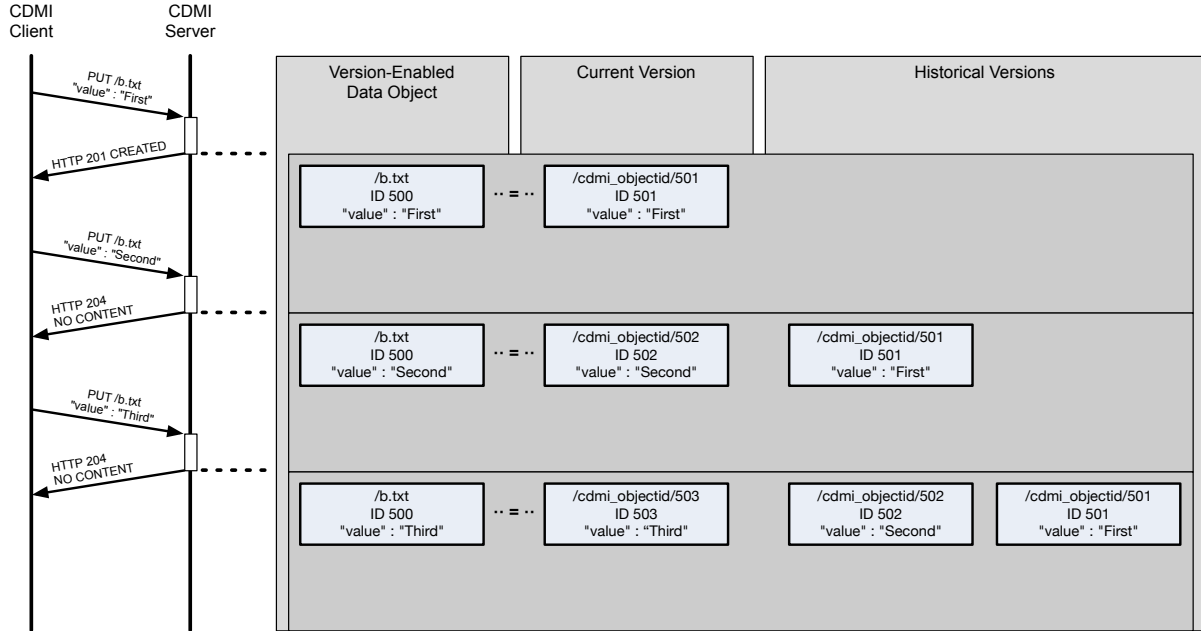 CDMI
Client
CDMI
Server
PUT /b.txt
"value" : "First"
HTTP 201 CREATED
PUT /b.txt
"value" : "Second"
HTTP 204
NO CONTENT
PUT /b.txt
"value" : "Third"
HTTP 204
NO CONTENT
Version-Enabled
Data Object
Current Version
Historical Versions
/b.txt
ID 500
"value" : "First"
·· = ··
/cdmi_objectid/501
ID 501
"value" : "First"
/b.txt
ID 500
"value" : "Second"
·· = ··
/cdmi_objectid/502
ID 502
"value" : "Second"
/cdmi_objectid/501
ID 501
"value" : "First"
/b.txt
ID 500
"value" : "Third"
·· = ··
/cdmi_objectid/503
ID 503
"value" : “Third"
/cdmi_objectid/502
ID 502
"value" : "Second"
/cdmi_objectid/501
ID 501
"value" : "First"